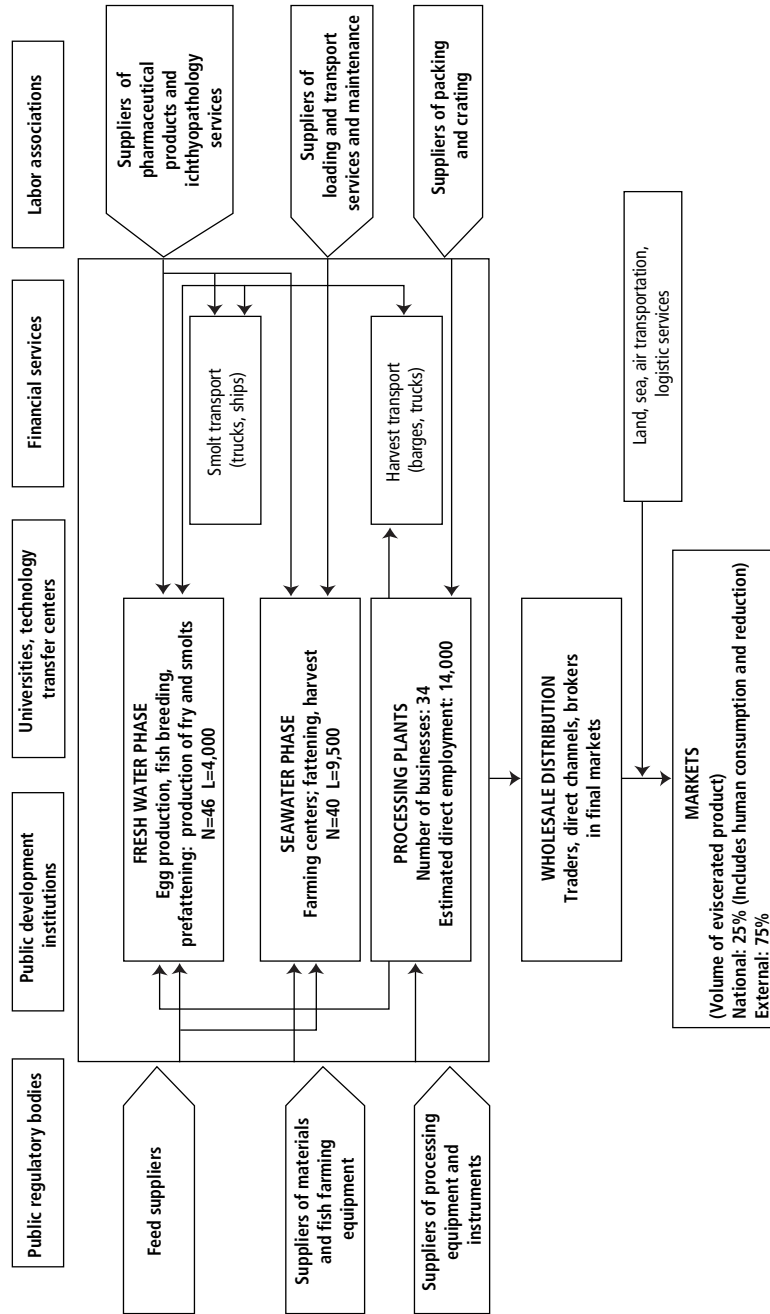 Public regulatory bodies
Public development
institutions
Universities, technology
transfer centers
Financial services
Labor associations
Feed suppliers
Suppliers of materials
and fish farming
equipment
Suppliers of processing
equipment and
instruments
FRESH WATER PHASE
Egg production, fish breeding,
prefattening: production of fry and smolts
N=46 L=4,000
SEAWATER PHASE
Farming centers; fattening, harvest
N=40 L=9,500
PROCESSING PLANTS
Number of businesses: 34
Estimated direct employment: 14,000
Smolt transport
(trucks, ships)
Harvest transport
(barges, trucks)
Suppliers of
pharmaceutical
products and
ichthyopathology
services
Suppliers of
loading and transport
services and maintenance
Suppliers of packing
and crating
WHOLESALE DISTRIBUTION
Traders, direct channels, brokers
in final markets
Land, sea, air transportation,
logistic services
MARKETS
(Volume of eviscerated product)
National: 25% (Includes human consumption and reduction)
External: 75%